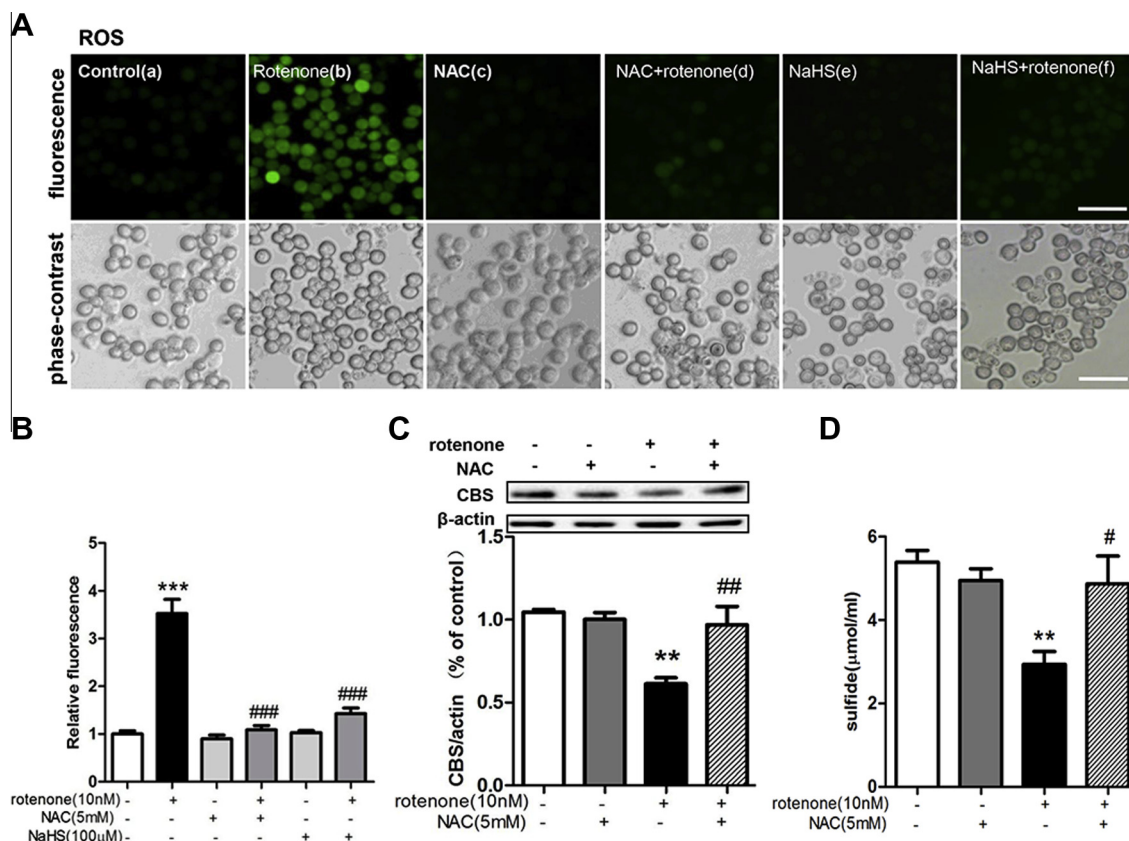 A
ROS
fluorescence
Control(a) Rotenone(b) NAC(c) NAC+rotenone(d) NaHS(e) NaHS+rotenone(f)
phase-contrast
B
Relative fluorescence
5
4
3
2
1
0
***
###
###
rotenone(10nM) - + - + - +
NAC(5mM) - - + + - -
NaHS(100μM) - - - - + +
C
rotenone - - + +
NAC - + - +
CBS
β-actin
CBS/actin (% of control)
1.5
1.0
0.5
0.0
**
##
rotenone(10nM) - - + +
NAC(5mM) - + - +
D
sulfide(μmol/ml)
6
4
2
0
**
#
rotenone(10nM) - - + +
NAC(5mM) - + - +